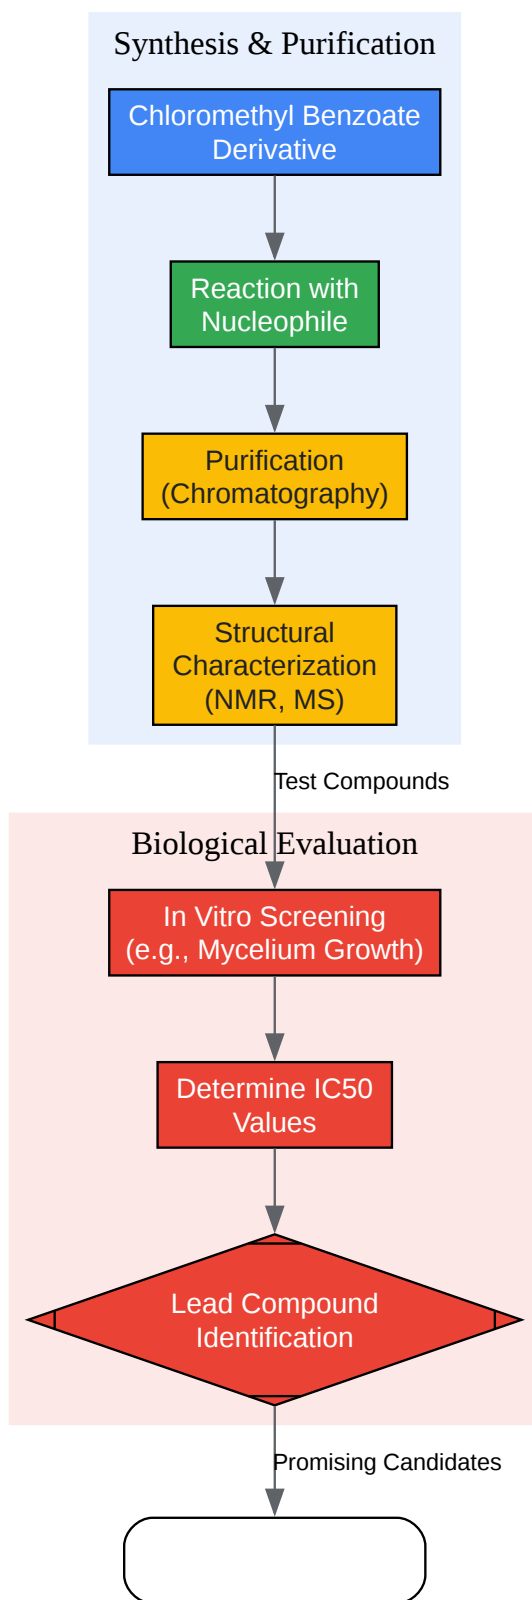 Synthesis & Purification
Chloromethyl Benzoate
Derivative
Reaction with
Nucleophile
Purification
(Chromatography)
Structural
Characterization
(NMR, MS)
Test Compounds
Biological Evaluation
In Vitro Screening
(e.g., Mycelium Growth)
Determine IC50
Values
Lead Compound
Identification
Promising Candidates